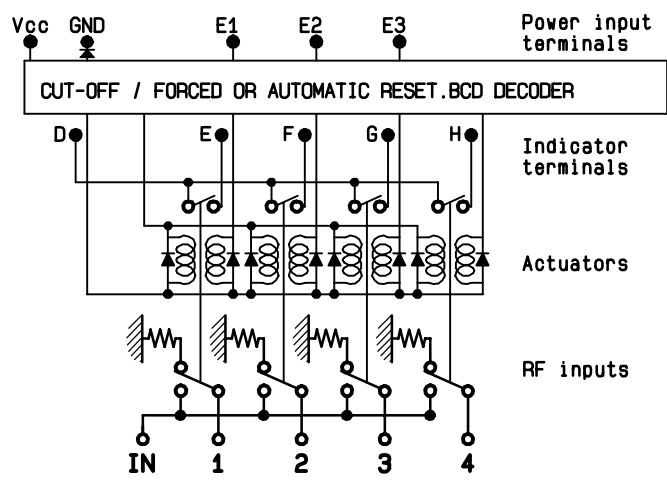 Vcc GND E1 E2 E3 Power input
terminals
CUT-OFF / FORCED OR AUTOMATIC RESET.BCD DECODER
D E F G H Indicator
terminals
Actuators
RF inputs
IN 1 2 3 4